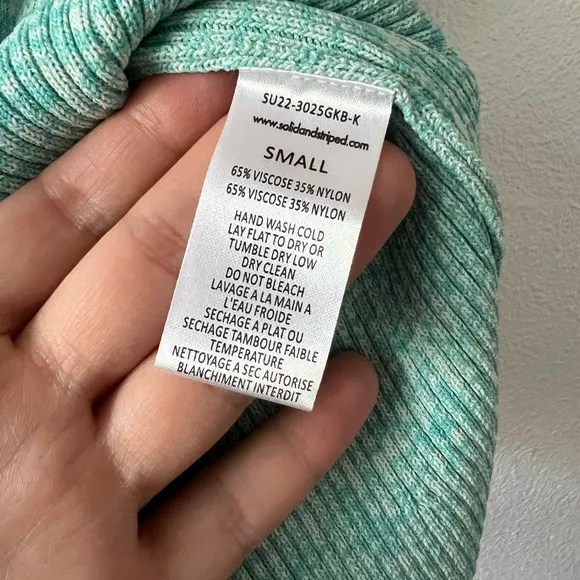 SU22-3025GKB-K
www.solidandstriped.com
SMALL
65% VISCOSE 35% NYLON
65% VISCOSE 35% NYLON
HAND WASH COLD
LAY FLAT TO DRY OR
TUMBLE DRY LOW
DRY CLEAN
DO NOT BLEACH
LAVAGE A LA MAIN A
L'EAU FROIDE
SECHAGE A PLAT OU
SECHAGE TAMBOUR FAIBLE
TEMPERATURE
NETTOYAGE A SEC AUTORISE
BLANCHIMENT INTERDIT